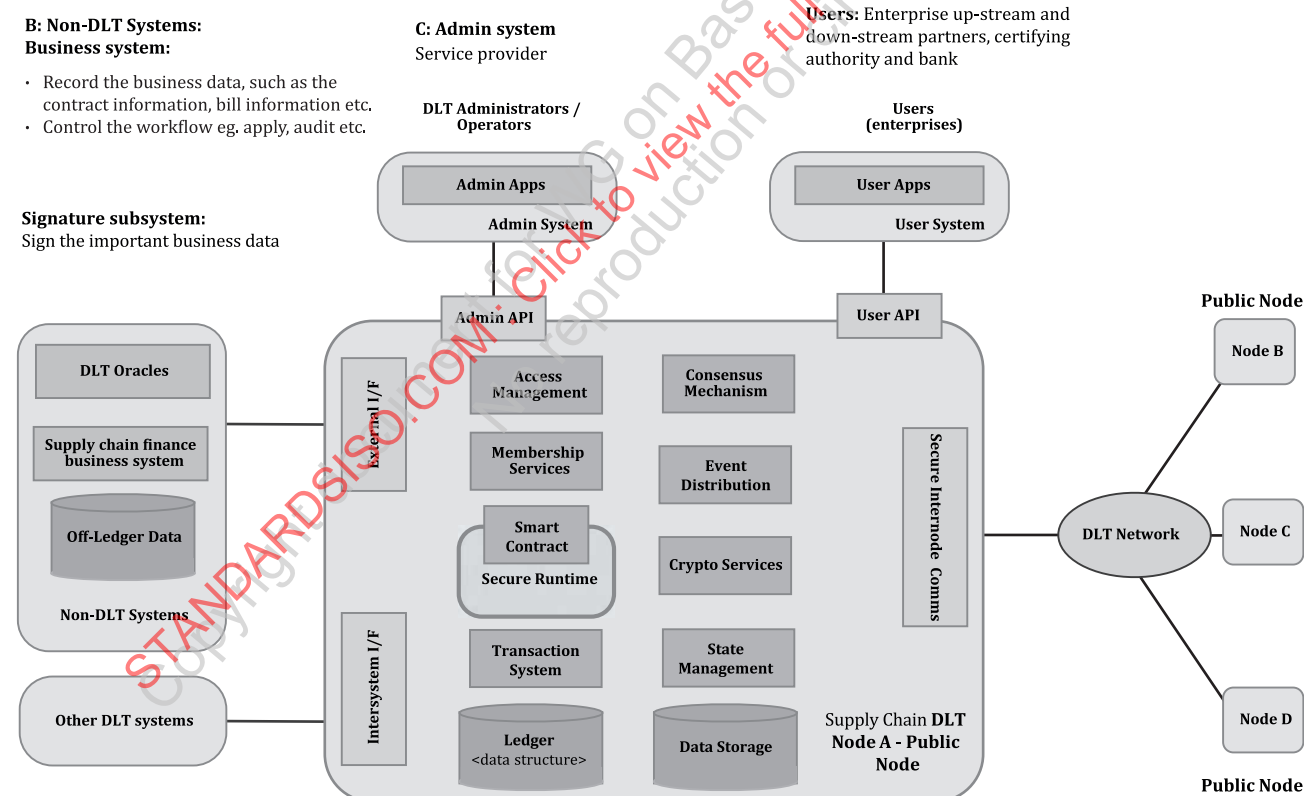 B: Non-DLT Systems:
Business system:
· Record the business data, such as the
contract information, bill information etc.
· Control the workflow eg. apply, audit etc.
Signature subsystem:
Sign the important business data
C: Admin system
Service provider
Users: Enterprise up-stream and
down-stream partners, certifying
authority and bank
DLT Administrators /
Operators
Admin Apps
Admin System
Users
(enterprises)
User Apps
User System
Admin API
User API
DLT Oracles
Supply chain finance
business system
Off-Ledger Data
Non-DLT Systems
Other DLT systems
External I/F
Intersystem I/F
Access
Management
Membership
Services
Smart
Contract
Secure Runtime
Transaction
System
Ledger
<data structure>
Consensus
Mechanism
Event
Distribution
Crypto Services
State
Management
Data Storage
Secure Internode Comms
Supply Chain DLT
Node A - Public
Node
DLT Network
Public Node
Node B
Node C
Node D
Public Node
STANDARDSISO.COM : Click to view the full